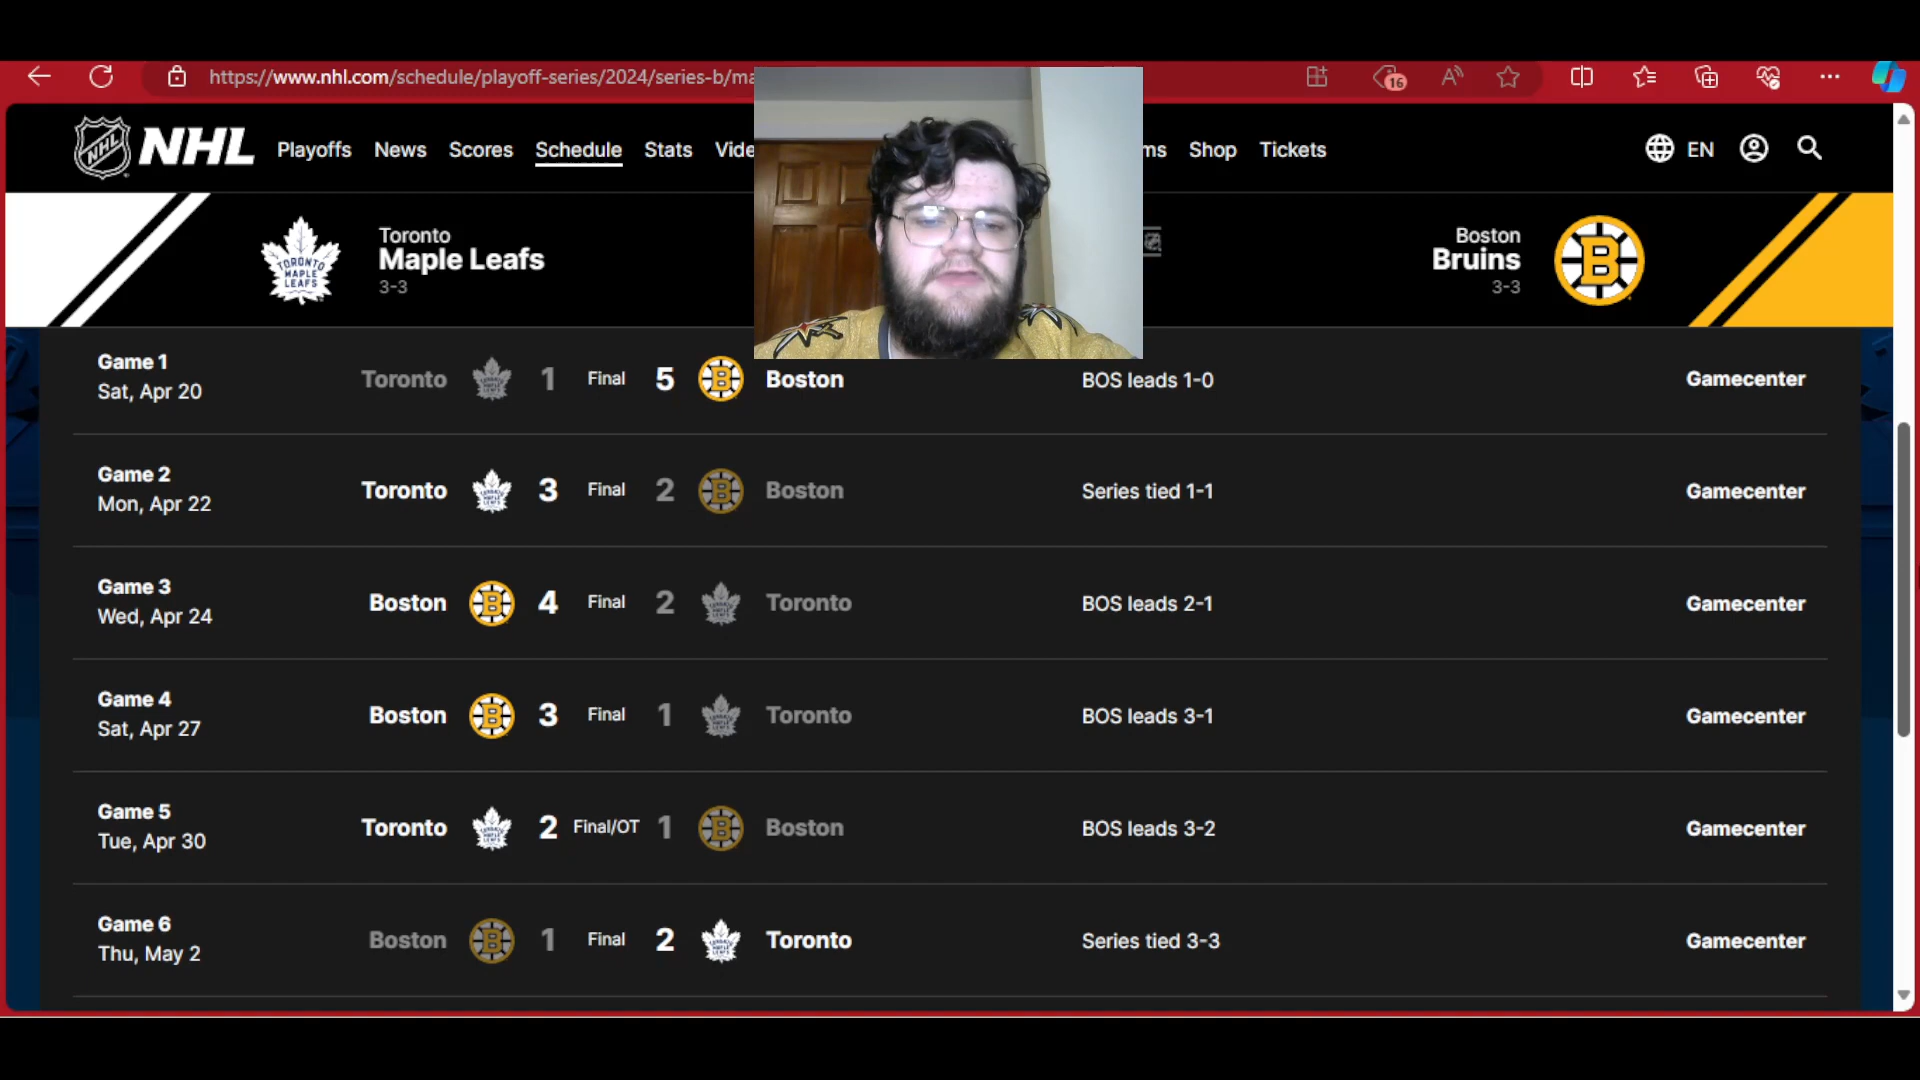 https://www.nhl.com/schedule/playoff-series/2024/series-b/ma
16
NHL Playoffs News Scores Schedule Stats Vide ms Shop Tickets EN
Toronto
Maple Leafs
3-3
TORONTO MAPLE LEAFS
Boston
Bruins
3-3
B
Game 1
Sat, Apr 20
Toronto 1 Final 5 Boston BOS leads 1-0 Gamecenter
Game 2
Mon, Apr 22
Toronto 3 Final 2 Boston Series tied 1-1 Gamecenter
Game 3
Wed, Apr 24
Boston 4 Final 2 Toronto BOS leads 2-1 Gamecenter
Game 4
Sat, Apr 27
Boston 3 Final 1 Toronto BOS leads 3-1 Gamecenter
Game 5
Tue, Apr 30
Toronto 2 Final/OT 1 Boston BOS leads 3-2 Gamecenter
Game 6
Thu, May 2
Boston 1 Final 2 Toronto Series tied 3-3 Gamecenter